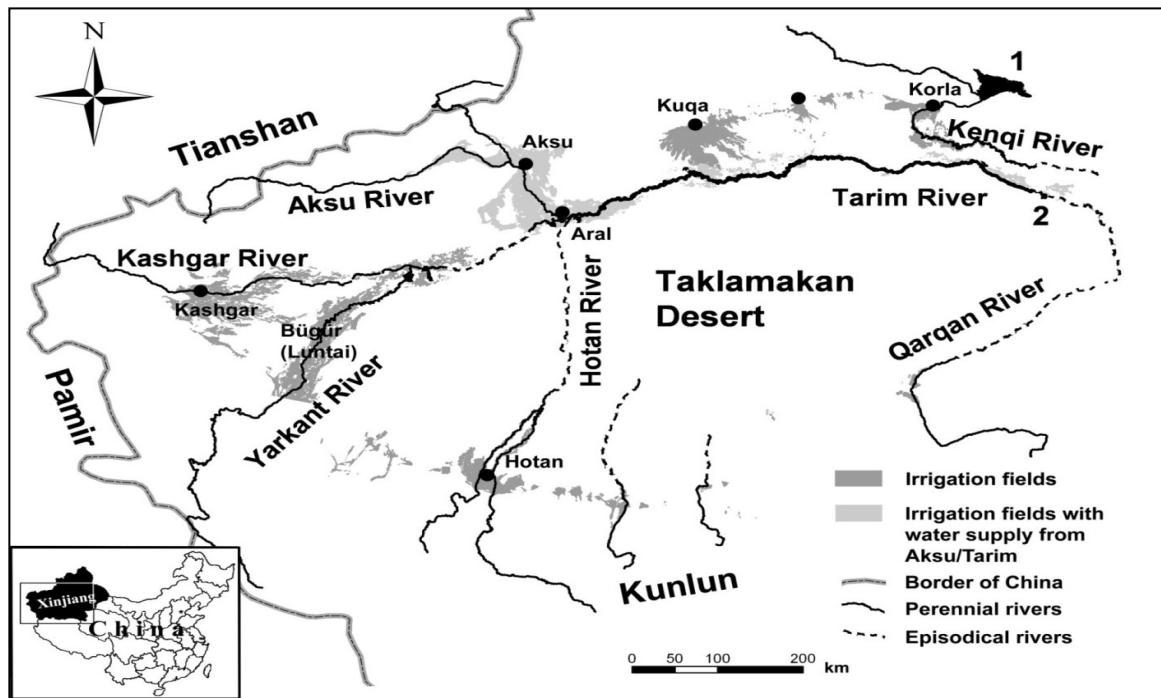 N
1
Korla
Kuqa
Kenqi River
Tianshan
Aksu
Aksu River
Tarim River
2
Aral
Kashgar River
Kashgar
Hotan River
Taklamakan
Desert
Qarqan River
Bügür
(Luntai)
Pamir
Yarkant River
Hotan
Kunlun
Irrigation fields
Irrigation fields with
water supply from
Aksu/Tarim
Border of China
Perennial rivers
Episodical rivers
0 50 100 200 km
Xinjiang
China